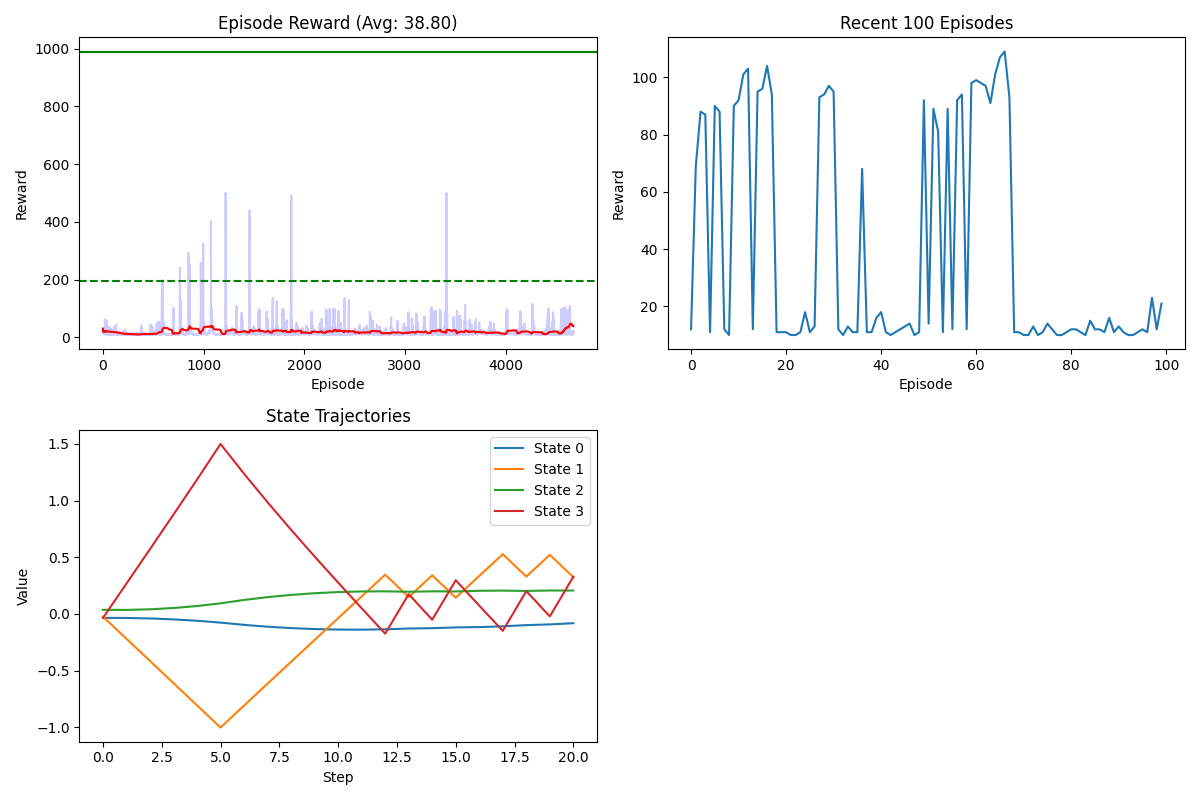 Episode Reward (Avg: 38.80)
Reward
1000
800
600
400
200
0
0 1000 2000 3000 4000
Episode
Recent 100 Episodes
Reward
100
80
60
40
20
0 20 40 60 80 100
Episode
State Trajectories
Value
1.5
1.0
0.5
0.0
−0.5
−1.0
State 0
State 1
State 2
State 3
0.0 2.5 5.0 7.5 10.0 12.5 15.0 17.5 20.0
Step